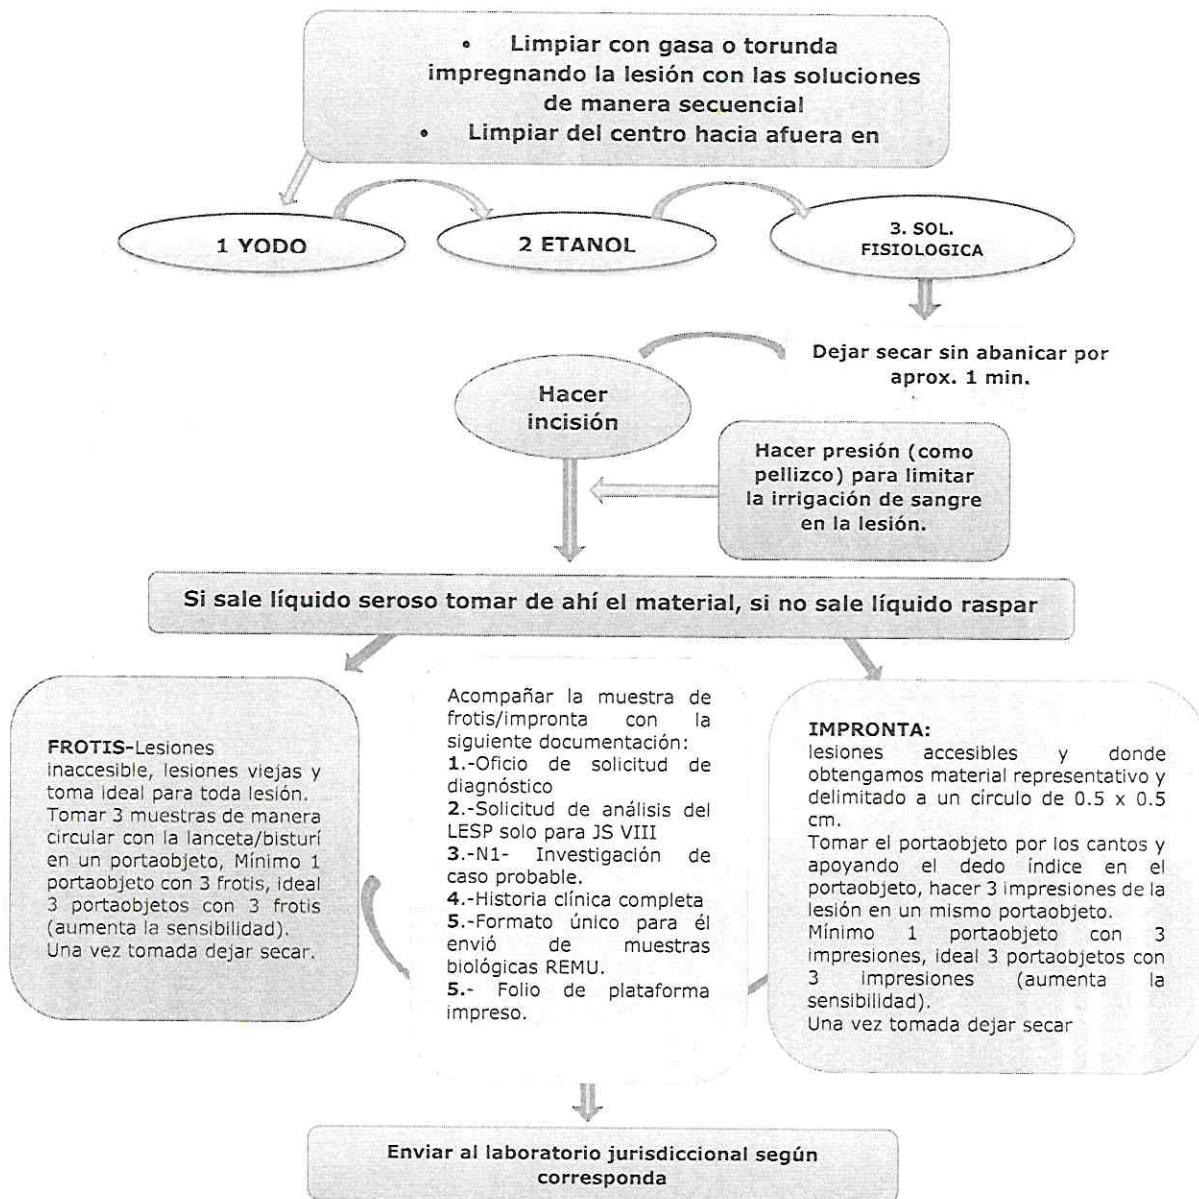 • Limpiar con gasa o torunda
impregnando la lesión con las soluciones
de manera secuencial
• Limpiar del centro hacia afuera en
1 YODO
2 ETANOL
3. SOL.
FISIOLOGICA
Dejar secar sin abanicar por
aprox. 1 min.
Hacer
incisión
Hacer presión (como
pellizco) para limitar
la irrigación de sangre
en la lesión.
Si sale líquido seroso tomar de ahí el material, si no sale líquido raspar
FROTIS-Lesiones
inaccesible, lesiones viejas y
toma ideal para toda lesión.
Tomar 3 muestras de manera
circular con la lanceta/bisturí
en un portaobjeto, Mínimo 1
portaobjeto con 3 frotis, ideal
3 portaobjetos con 3 frotis
(aumenta la sensibilidad).
Una vez tomada dejar secar.
Acompañar la muestra de
frotis/impronta con la
siguiente documentación:
1.-Oficio de solicitud de
diagnóstico
2.-Solicitud de análisis del
LESP solo para JS VIII
3.-N1- Investigación de
caso probable.
4.-Historia clínica completa
5.-Formato único para él
envió de muestras
biológicas REMU.
5.- Folio de plataforma
impreso.
IMPRONTA:
lesiones accesibles y donde
obtengamos material representativo y
delimitado a un círculo de 0.5 x 0.5
cm.
Tomar el portaobjeto por los cantos y
apoyando el dedo índice en el
portaobjeto, hacer 3 impresiones de la
lesión en un mismo portaobjeto.
Mínimo 1 portaobjeto con 3
impresiones, ideal 3 portaobjetos con
3 impresiones (aumenta la
sensibilidad).
Una vez tomada dejar secar
Enviar al laboratorio jurisdiccional según
corresponda